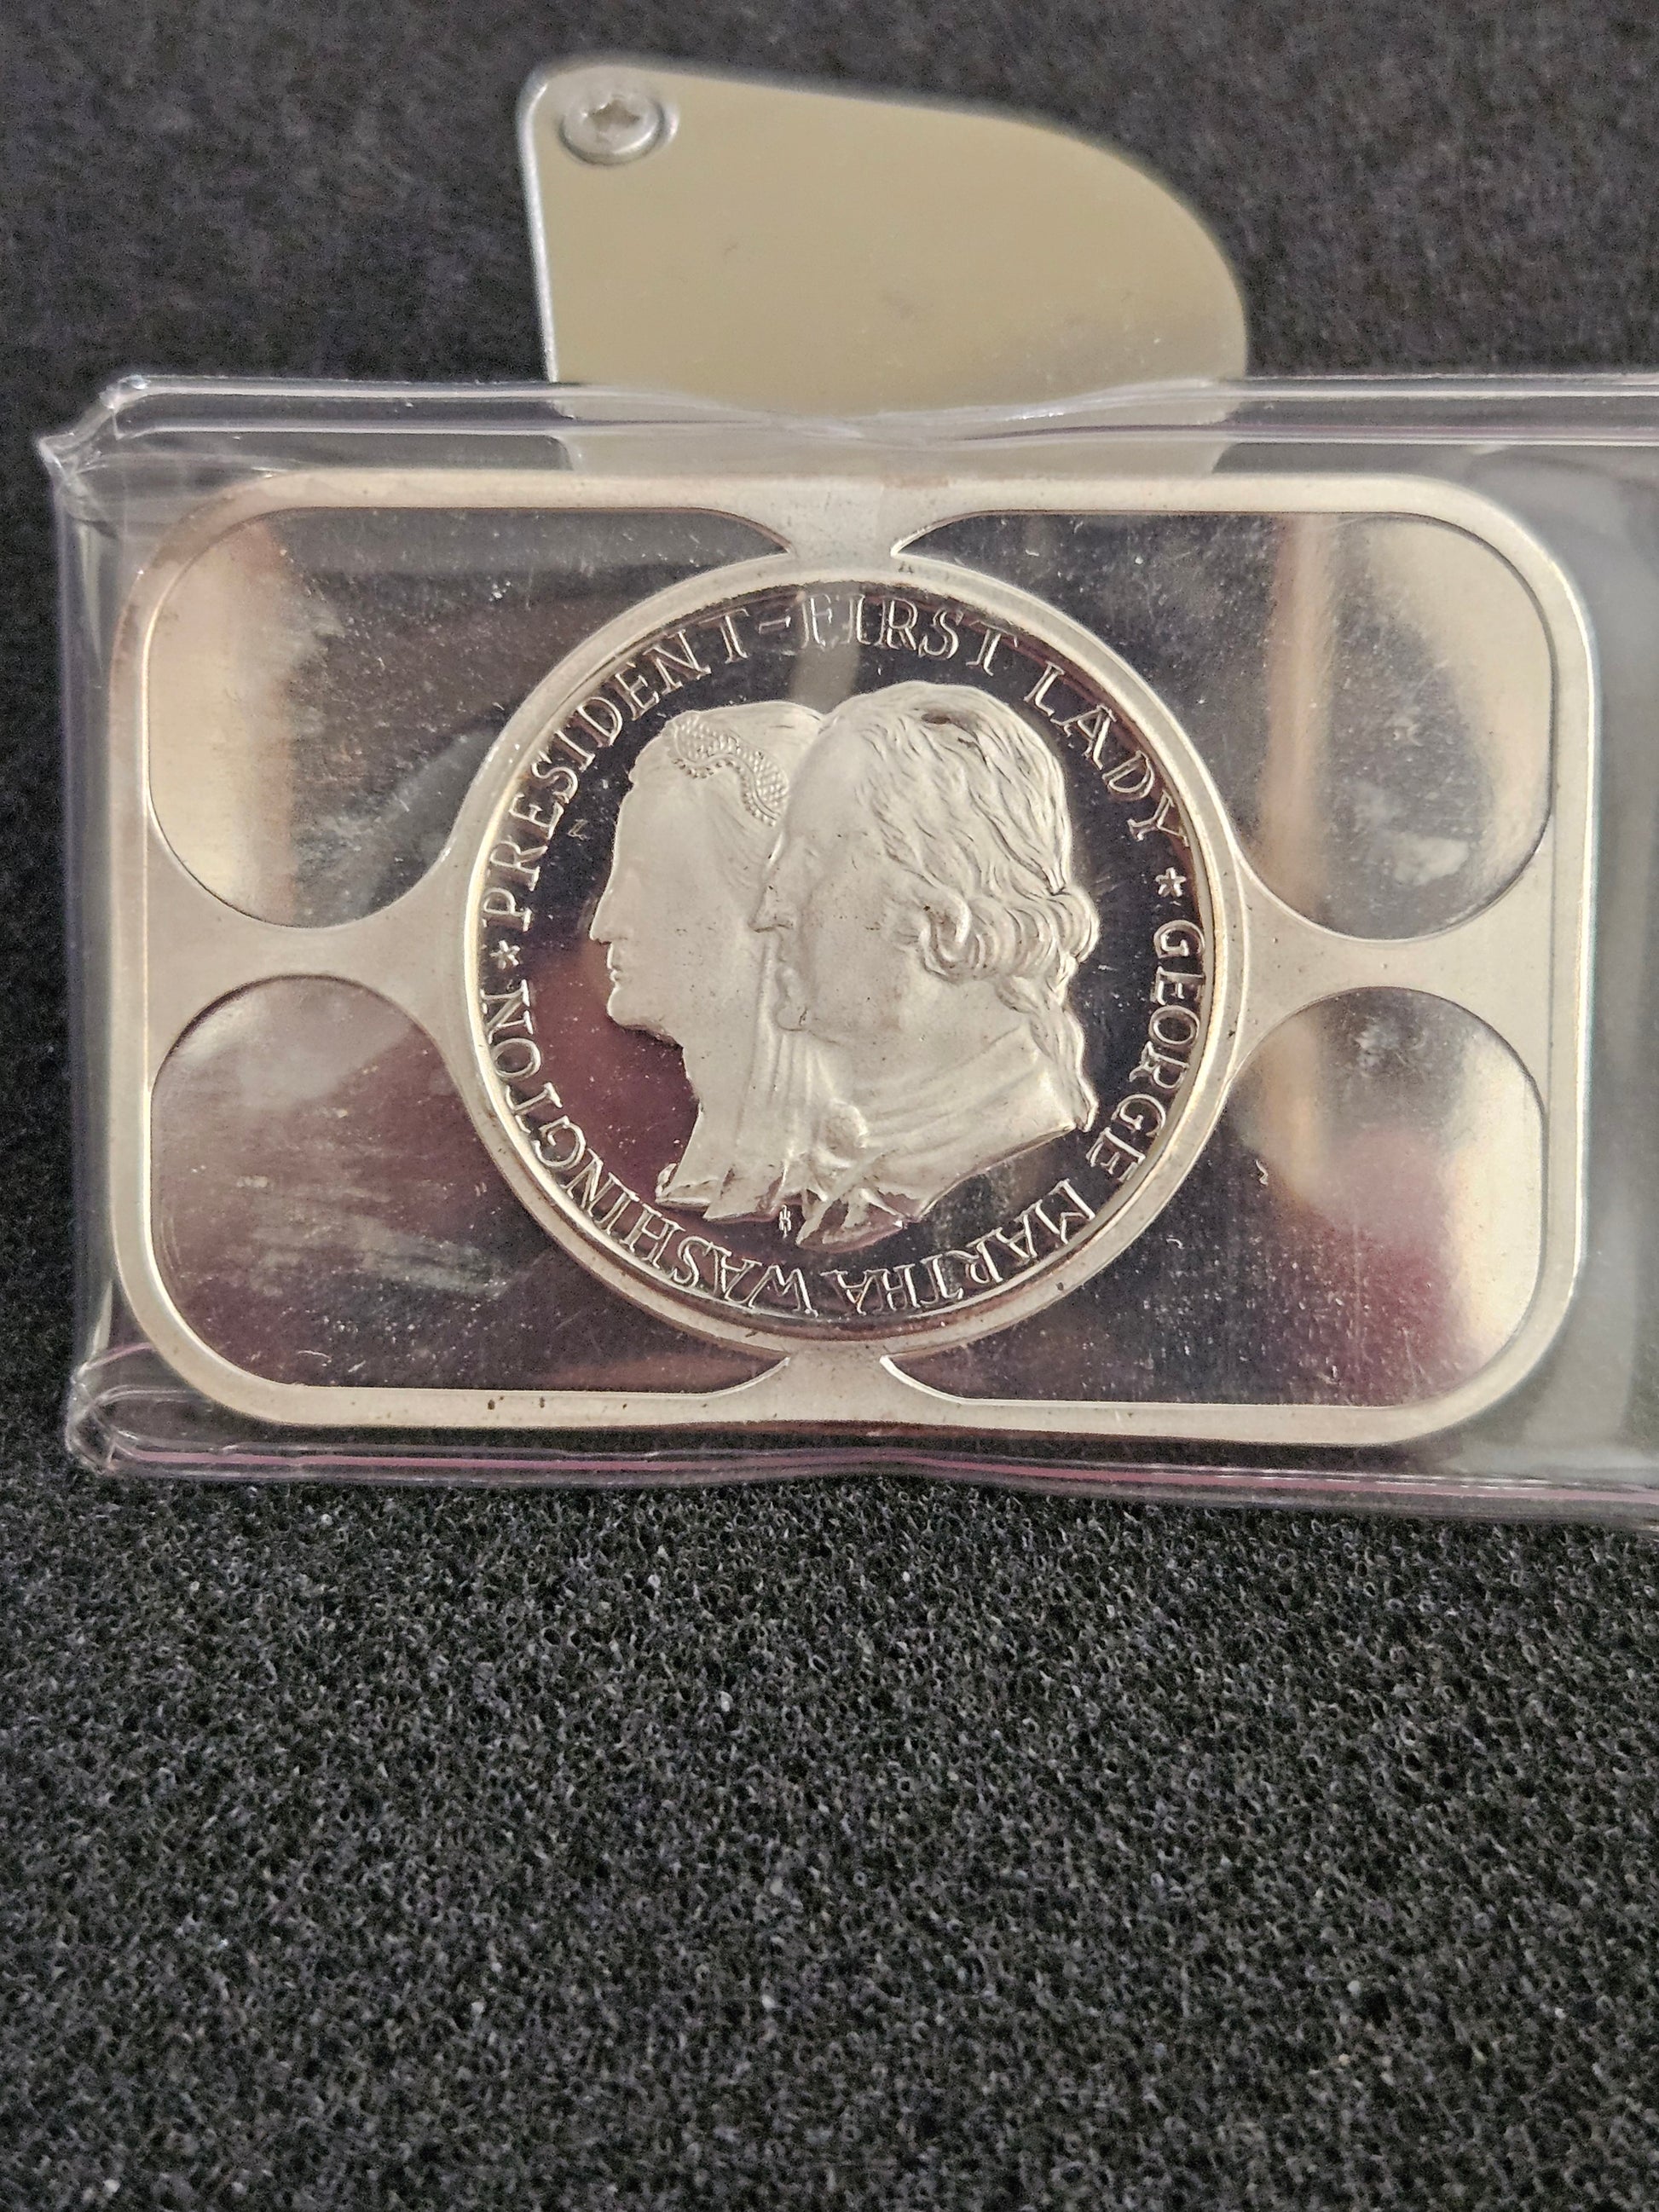 PRESIDENT-FIRST LADY ★ GEORGE MARTHA WASHINGTON ★